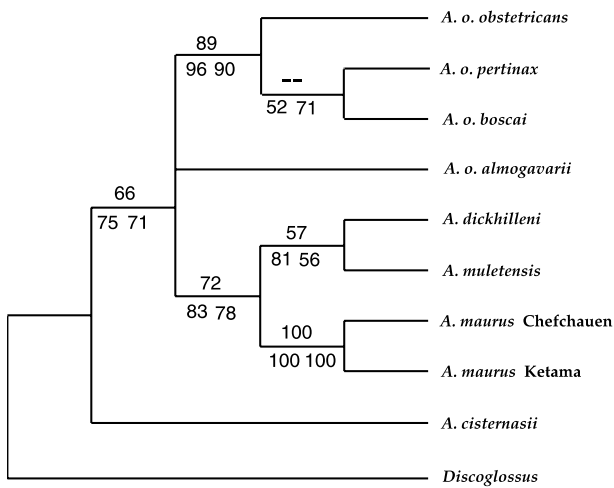 A. o. obstetricans
89
96 90
A. o. pertinax
--
52 71
A. o. boscai
A. o. almogavarii
66
75 71
A. dickhilleni
57
81 56
A. muletensis
72
83 78
A. maurus Chefchauen
100
100 100
A. maurus Ketama
A. cisternasii
Discoglossus